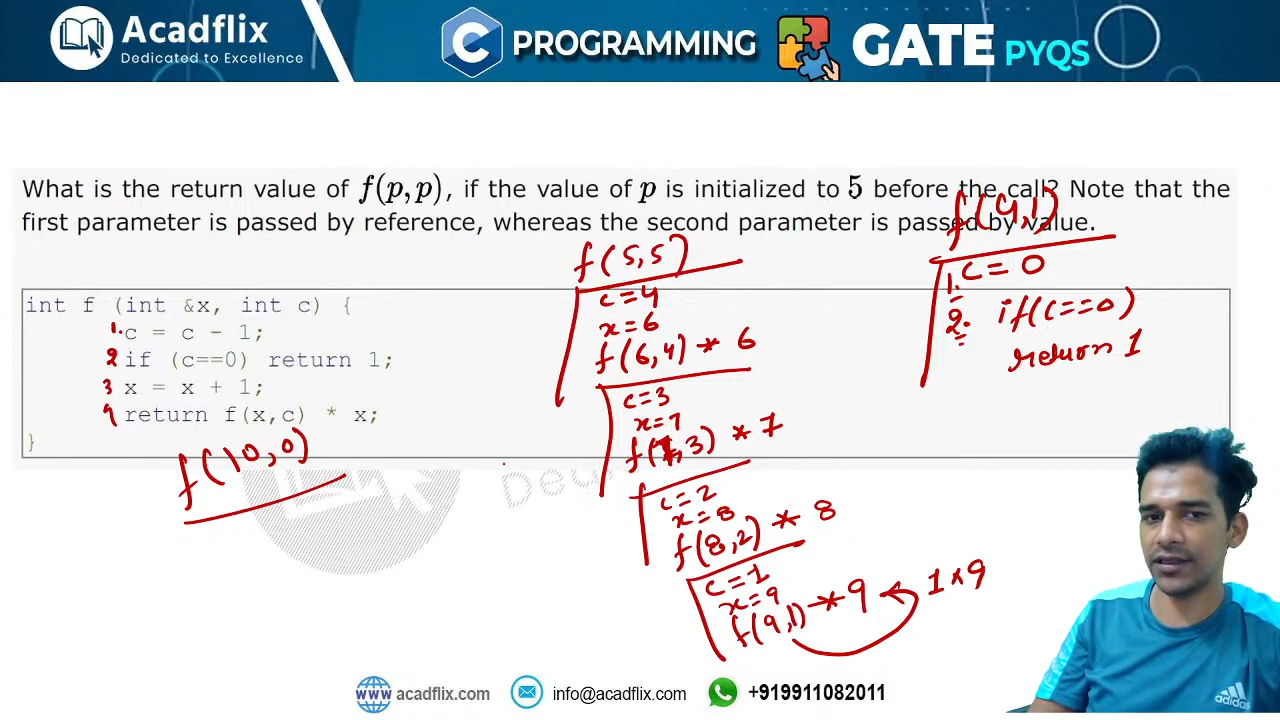 Acadflix
Dedicated to Excellence
C PROGRAMMING
GATE PYQS
What is the return value of f(p,p), if the value of p is initialized to 5 before the call? Note that the
first parameter is passed by reference, whereas the second parameter is passed by value.
int f (int &x, int c) {
1. c = c - 1;
2 if (c==0) return 1;
3 x = x + 1;
4 return f(x,c) * x;
}
f(10,0)
f(5,5)
c=4
x=6
f(6,4) * 6
c=3
x=7
f(7,3) * 7
c=2
x=8
f(8,2) * 8
c=1
x=9
f(9,1) * 9
1*9
f(9,1)
1. c=0
2. if(c==0)
return 1
acadflix.com
info@acadflix.com
+919911082011
adidas